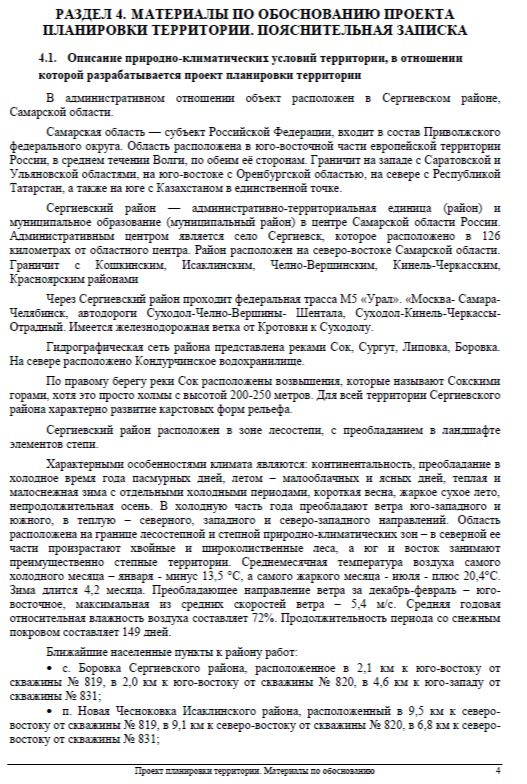 РАЗДЕЛ 4. МАТЕРИАЛЫ ПО ОБОСНОВАНИЮ ПРОЕКТА
ПЛАНИРОВКИ ТЕРРИТОРИИ. ПОЯСНИТЕЛЬНАЯ ЗАПИСКА
4.1. Описание природно-климатических условий территории, в отношении
которой разрабатывается проект планировки территории
В административном отношении объект расположен в Сергиевском районе,
Самарской области.
Самарская область — субъект Российской Федерации, входит в состав Приволжского
федерального округа. Область расположена в юго-восточной части европейской территории
России, в среднем течении Волги, по обеим её сторонам. Граничит на западе с Саратовской и
Ульяновской областями, на юго-востоке с Оренбургской областью, на севере с Республикой
Татарстан, а также на юге с Казахстаном в единственной точке.
Сергиевский район — административно-территориальная единица (район) и
муниципальное образование (муниципальный район) в центре Самарской области России.
Административным центром является село Сергиевск, которое расположено в 126
километрах от областного центра. Район расположен на северо-востоке Самарской области.
Граничит с Кошкинским, Исаклинским, Челно-Вершинским, Кинель-Черкасским,
Красноярским районами
Через Сергиевский район проходит федеральная трасса М5 «Урал». «Москва- Самара-
Челябинск, автодороги Суходол-Челно-Вершины- Шентала, Суходол-Кинель-Черкассы-
Отрадный. Имеется железнодорожная ветка от Кротовки к Суходолу.
Гидрографическая сеть района представлена реками Сок, Сургут, Липовка, Боровка.
На севере расположено Кондурчинское водохранилище.
По правому берегу реки Сок расположены возвышения, которые называют Сокскими
горами, хотя это просто холмы с высотой 200-250 метров. Для всей территории Сергиевского
района характерно развитие карстовых форм рельефа.
Сергиевский район расположен в зоне лесостепи, с преобладанием в ландшафте
элементов степи.
Характерными особенностями климата являются: континентальность, преобладание в
холодное время года пасмурных дней, летом – малооблачных и ясных дней, теплая и
малоснежная зима с отдельными холодными периодами, короткая весна, жаркое сухое лето,
непродолжительная осень. В холодную часть года преобладают ветра юго-западного и
южного, в теплую – северного, западного и северо-западного направлений. Область
расположена на границе лесостепной и степной природно-климатических зон – в северной ее
части произрастают хвойные и широколиственные леса, а юг и восток занимают
преимущественно степные территории. Среднемесячная температура воздуха самого
холодного месяца – января - минус 13,5 °С, а самого жаркого месяца - июля - плюс 20,4°С.
Зима длится 4,2 месяца. Преобладающее направление ветра за декабрь-февраль – юго-
восточное, максимальная из средних скоростей ветра – 5,4 м/с. Средняя годовая
относительная влажность воздуха составляет 72%. Продолжительность периода со снежным
покровом составляет 149 дней.
Ближайшие населенные пункты к району работ:
• с. Боровка Сергиевского района, расположенное в 2,1 км к юго-востоку от
скважины № 819, в 2,0 км к юго-востоку от скважины № 820, в 4,6 км к юго-западу от
скважины № 831;
• п. Новая Чесноковка Исаклинского района, расположенный в 9,5 км к северо-
востоку от скважины № 819, в 9,1 км к северо-востоку от скважины № 820, в 6,8 км к северо-
востоку от скважины № 831;
Проект планировки территории. Материалы по обоснованию 4